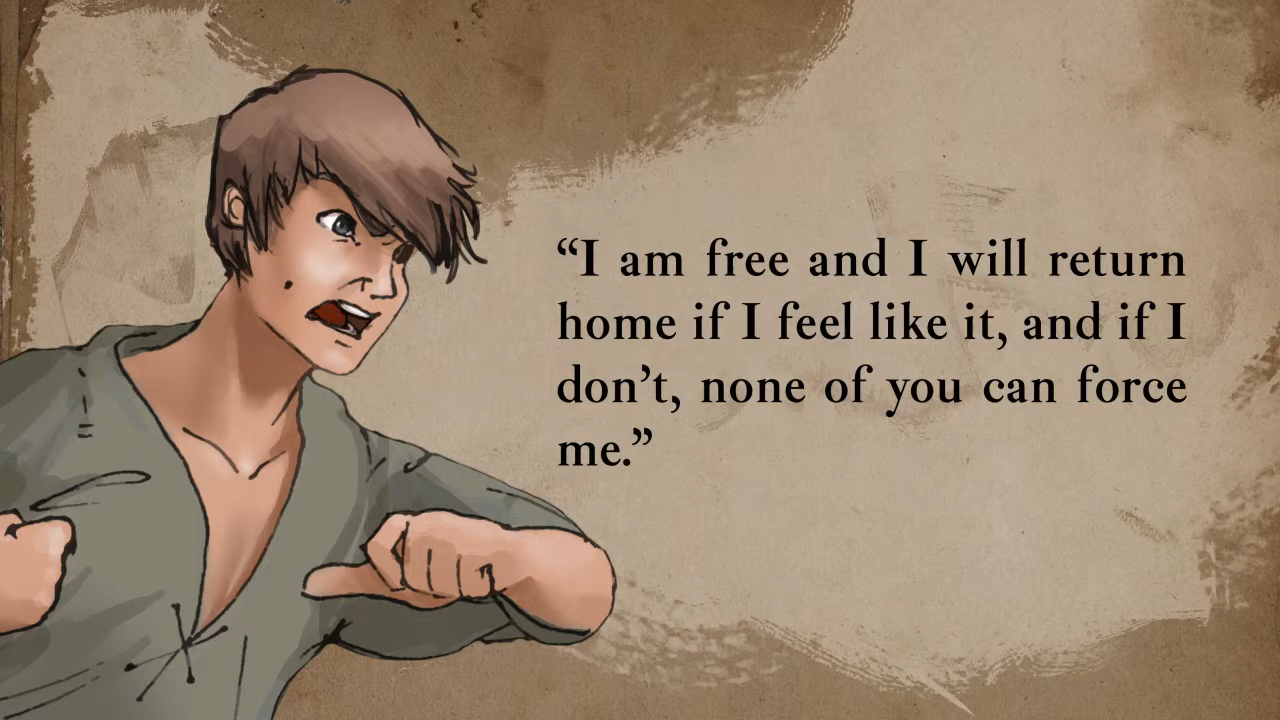 “I am free and I will return
home if I feel like it, and if I
don’t, none of you can force
me.”